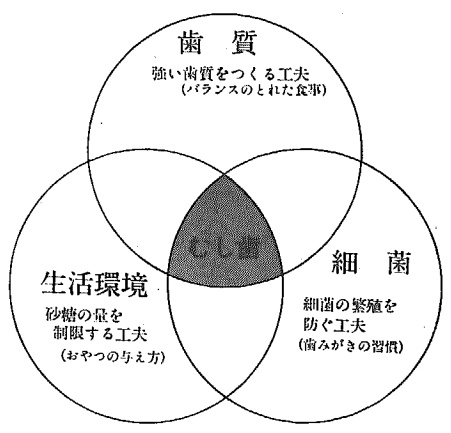 歯 質
強い歯質をつくる工夫
(バランスのとれた食事)
むし歯
生活環境
砂糖の量を
制限する工夫
(おやつの与え方)
細 菌
細菌の繁殖を
防ぐ工夫
(歯みがきの習慣)